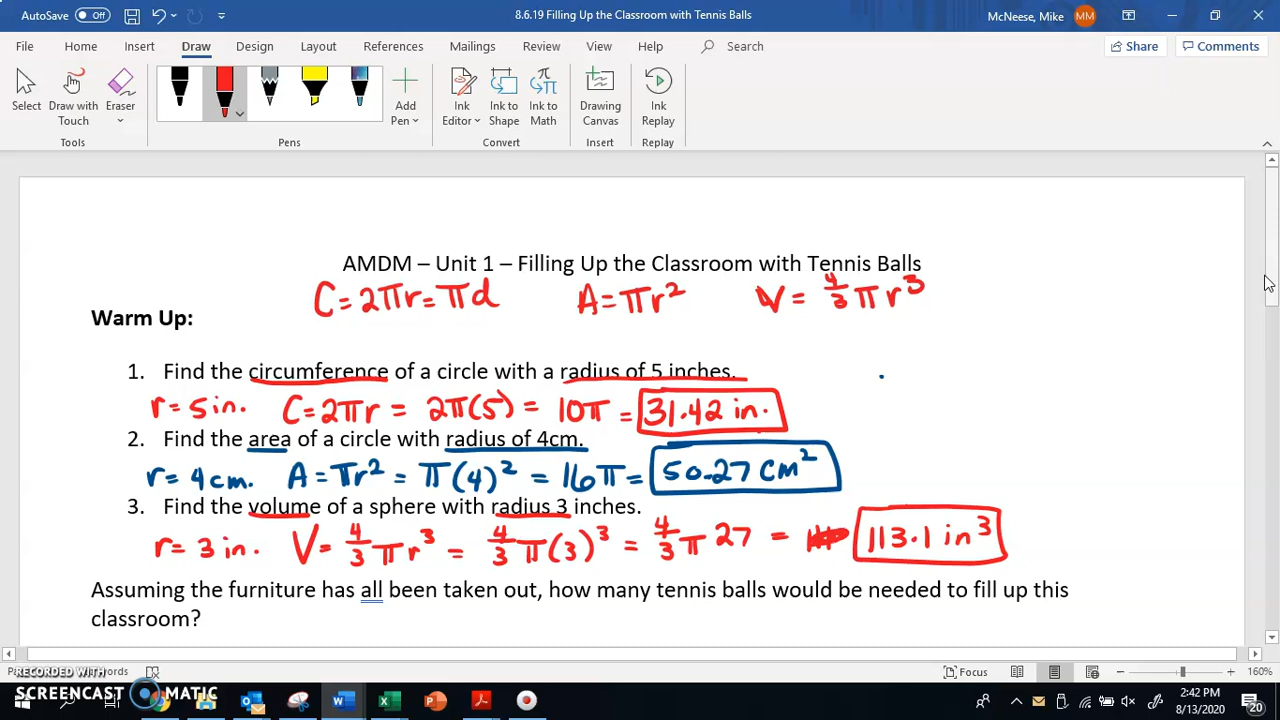 AutoSave Off 8.6.19 Filling Up the Classroom with Tennis Balls McNeese, Mike MM
File Home Insert Draw Design Layout References Mailings Review View Help Search Share Comments
Select Draw with Touch Eraser Add Pen Ink Editor Ink to Shape Ink to Math Drawing Canvas Ink Replay
Tools Pens Convert Insert Replay
AMDM – Unit 1 – Filling Up the Classroom with Tennis Balls
C=2πr=πd A=πr² V= 4/3 πr³
Warm Up:
1. Find the circumference of a circle with a radius of 5 inches.
r=5in. C=2πr = 2π(5) = 10π = 31.42 in.
2. Find the area of a circle with radius of 4cm.
r=4cm. A=πr² = π(4)² = 16π = 50.27 cm²
3. Find the volume of a sphere with radius 3 inches.
r=3 in. V= 4/3 πr³ = 4/3 π(3)³ = 4/3 π 27 = 113.1 in³
Assuming the furniture has all been taken out, how many tennis balls would be needed to fill up this
classroom?
words Focus 160%
RECORDED WITH
SCREENCAST MATIC
2:42 PM
8/13/2020
20